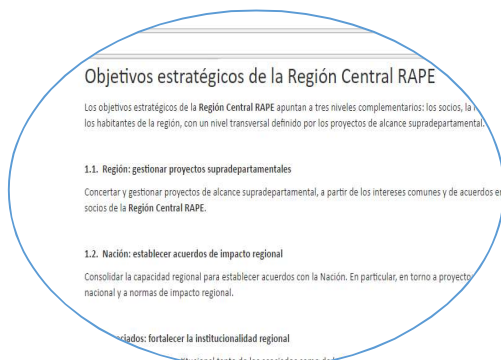 Objetivos estratégicos de la Región Central RAPE
Los objetivos estratégicos de la Región Central RAPE apuntan a tres niveles complementarios: los socios, la
los habitantes de la región, con un nivel transversal definido por los proyectos de alcance supradepartamental.
1.1. Región: gestionar proyectos supradepartamentales
Concertar y gestionar proyectos de alcance supradepartamental, a partir de los intereses comunes y de acuerdos
socios de la Región Central RAPE.
1.2. Nación: establecer acuerdos de impacto regional
Consolidar la capacidad regional para establecer acuerdos con la Nación. En particular, en torno a proyecto
nacional y a normas de impacto regional.
fortalecer la institucionalidad regional